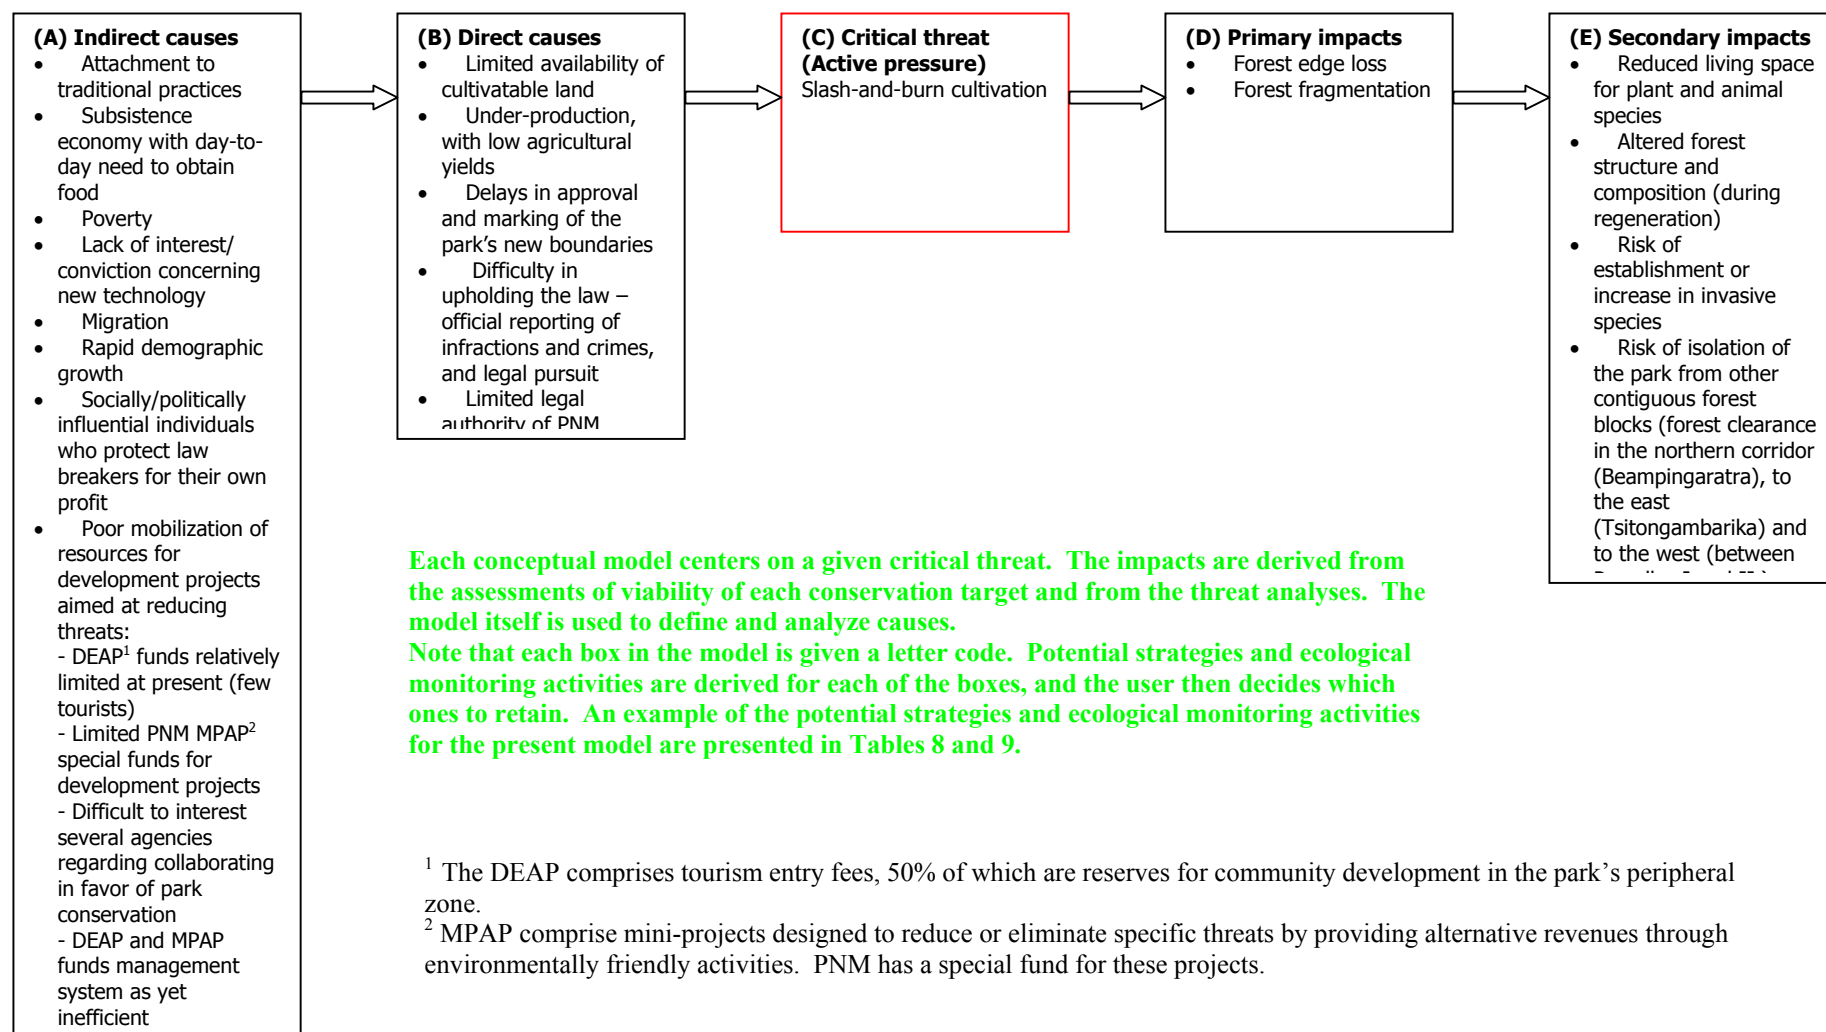 (A) Indirect causes
• Attachment to
traditional practices
• Subsistence
economy with day-to-
day need to obtain
food
• Poverty
• Lack of interest/
conviction concerning
new technology
• Migration
• Rapid demographic
growth
• Socially/politically
influential individuals
who protect law
breakers for their own
profit
• Poor mobilization of
resources for
development projects
aimed at reducing
threats:
- DEAP1 funds relatively
limited at present (few
tourists)
- Limited PNM MPAP2
special funds for
development projects
- Difficult to interest
several agencies
regarding collaborating
in favor of park
conservation
- DEAP and MPAP
funds management
system as yet
inefficient
(B) Direct causes
• Limited availability of
cultivatable land
• Under-production,
with low agricultural
yields
• Delays in approval
and marking of the
park's new boundaries
• Difficulty in
upholding the law –
official reporting of
infractions and crimes,
and legal pursuit
• Limited legal
authority of PNM
(C) Critical threat
(Active pressure)
Slash-and-burn cultivation
(D) Primary impacts
• Forest edge loss
• Forest fragmentation
(E) Secondary impacts
• Reduced living space
for plant and animal
species
• Altered forest
structure and
composition (during
regeneration)
• Risk of
establishment or
increase in invasive
species
• Risk of isolation of
the park from other
contiguous forest
blocks (forest clearance
in the northern corridor
(Beampingaratra), to
the east
(Tsitongambarika) and
to the west (between
Each conceptual model centers on a given critical threat. The impacts are derived from
the assessments of viability of each conservation target and from the threat analyses. The
model itself is used to define and analyze causes.
Note that each box in the model is given a letter code. Potential strategies and ecological
monitoring activities are derived for each of the boxes, and the user then decides which
ones to retain. An example of the potential strategies and ecological monitoring activities
for the present model are presented in Tables 8 and 9.
1 The DEAP comprises tourism entry fees, 50% of which are reserves for community development in the park's peripheral
zone.
2 MPAP comprise mini-projects designed to reduce or eliminate specific threats by providing alternative revenues through
environmentally friendly activities. PNM has a special fund for these projects.